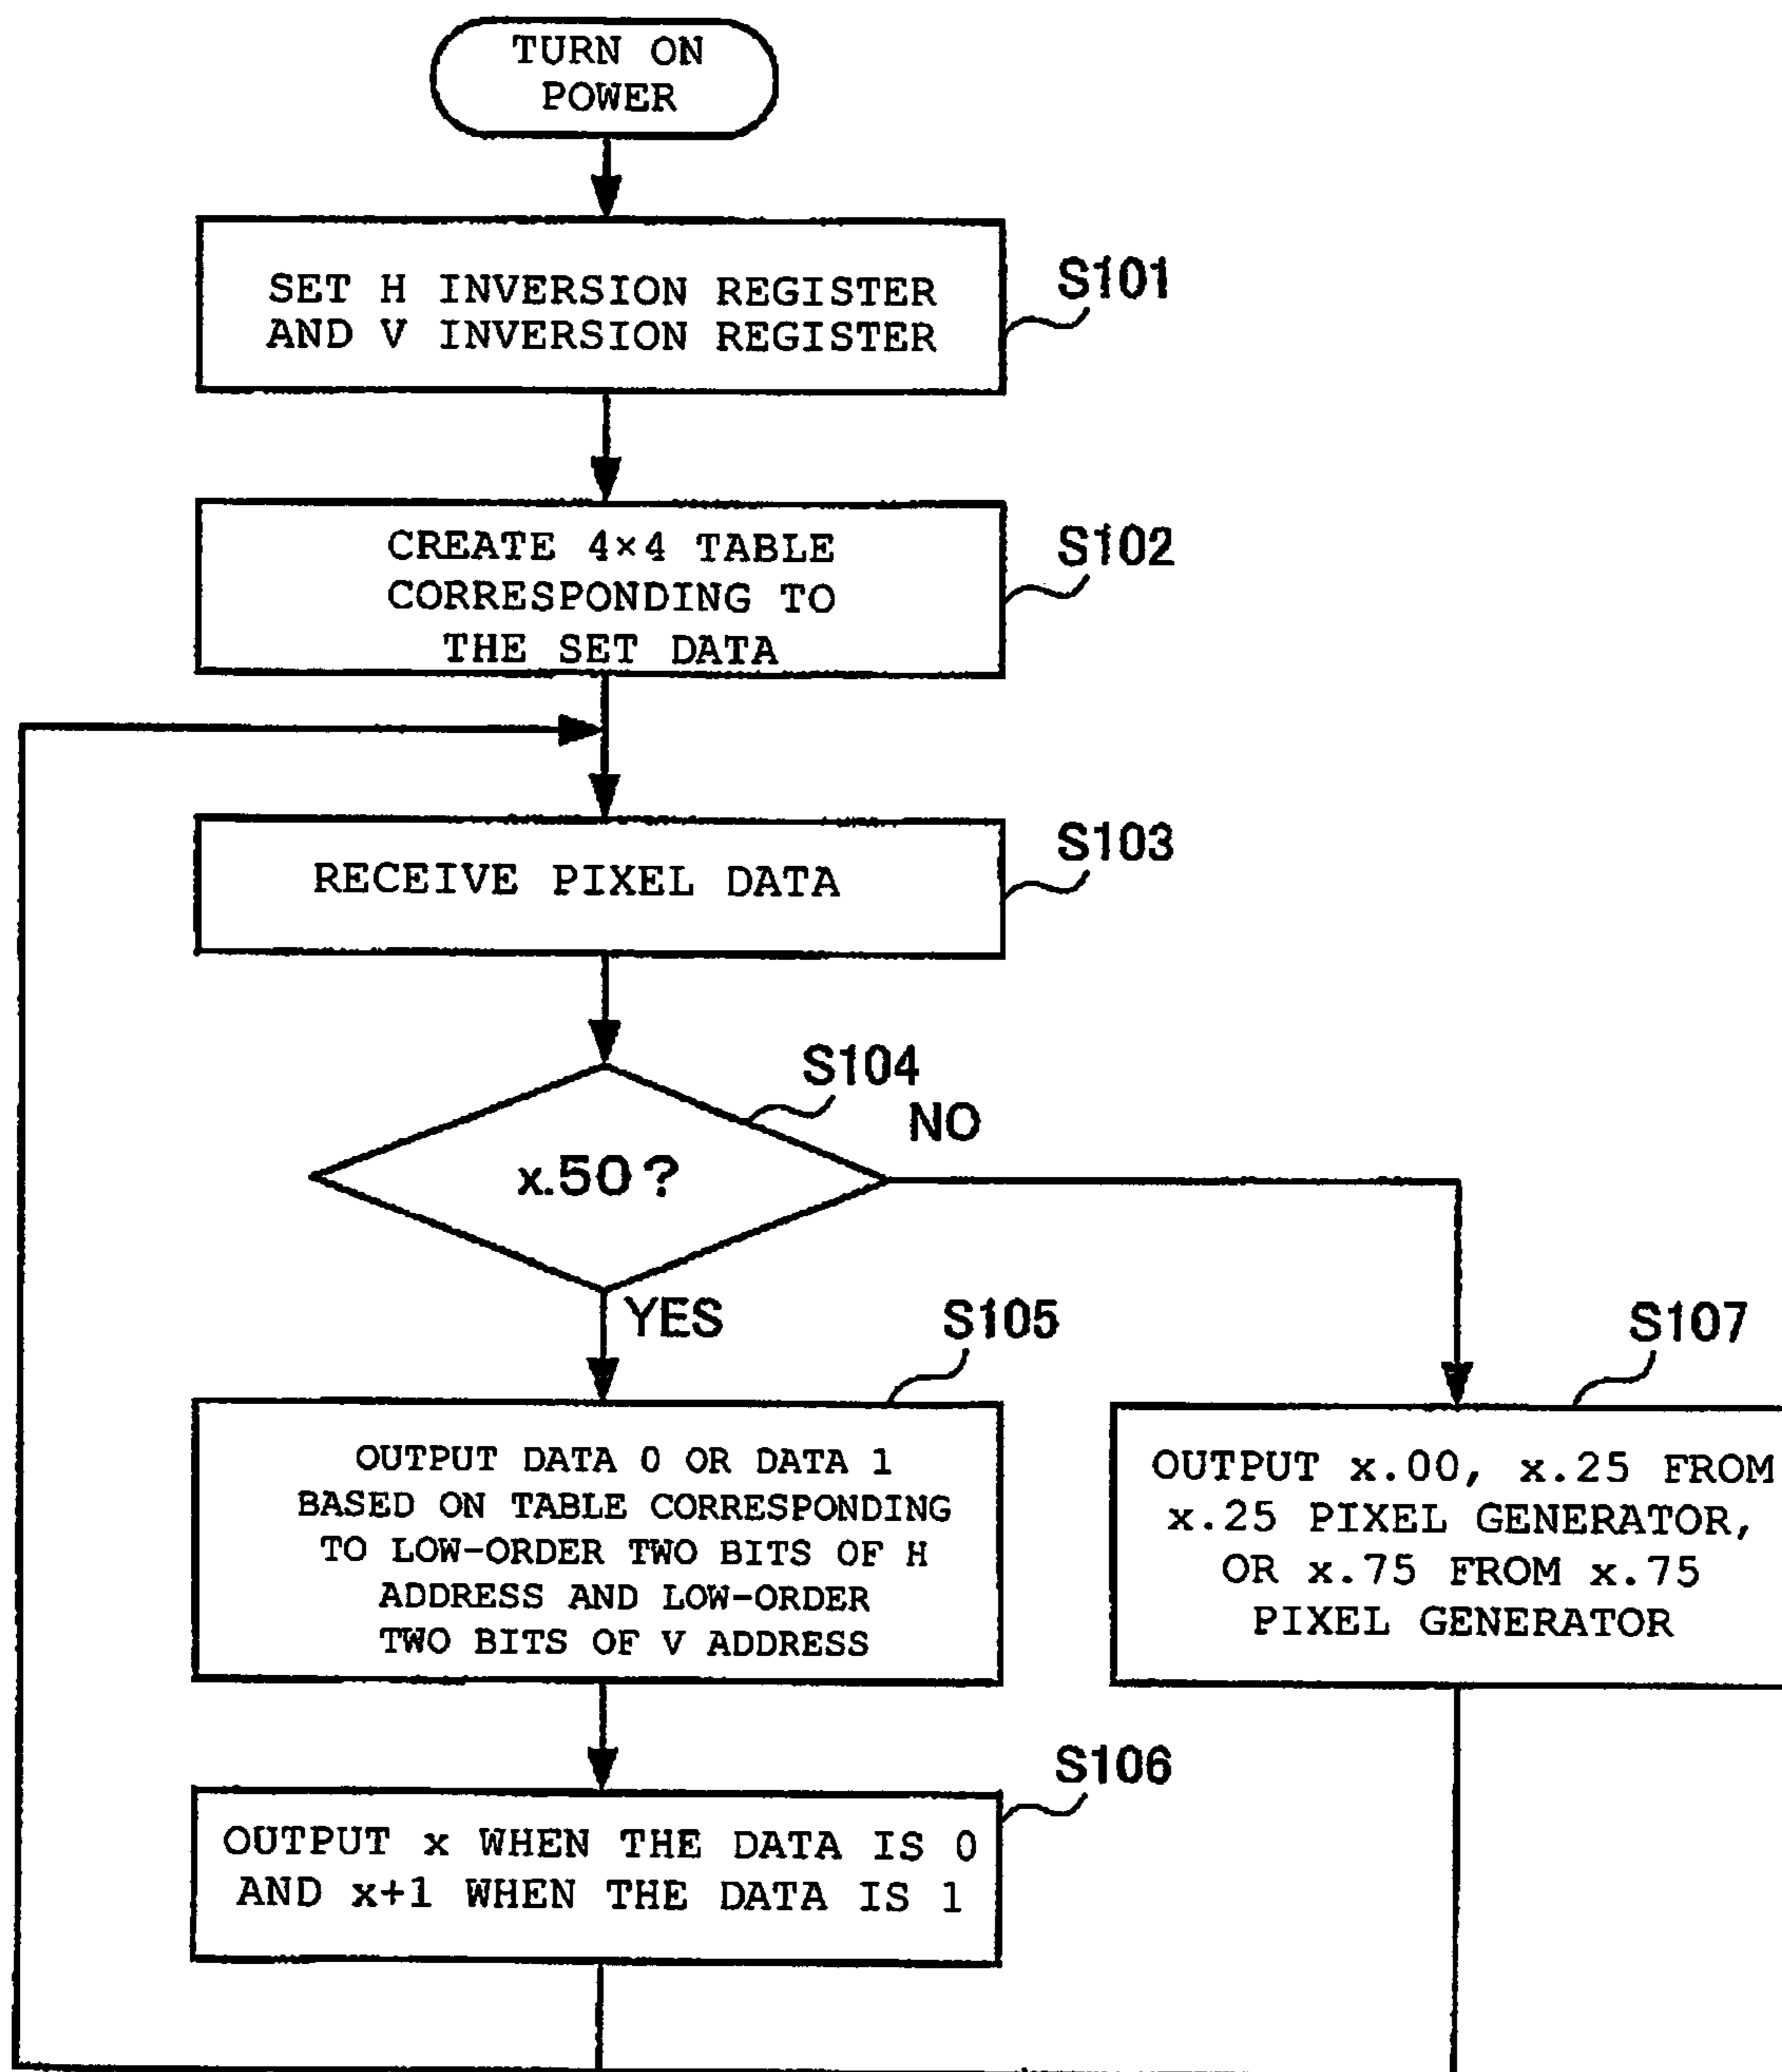 TURN ON
POWER
SET H INVERSION REGISTER
AND V INVERSION REGISTER
S101
CREATE 4×4 TABLE
CORRESPONDING TO
THE SET DATA
S102
RECEIVE PIXEL DATA
S103
S104
x.50?
NO
YES
S105
OUTPUT DATA 0 OR DATA 1
BASED ON TABLE CORRESPONDING
TO LOW-ORDER TWO BITS OF H
ADDRESS AND LOW-ORDER
TWO BITS OF V ADDRESS
S107
OUTPUT x.00, x.25 FROM
x.25 PIXEL GENERATOR,
OR x.75 FROM x.75
PIXEL GENERATOR
S106
OUTPUT x WHEN THE DATA IS 0
AND x+1 WHEN THE DATA IS 1